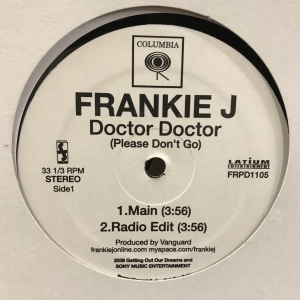 COLUMBIA
FRANKIE J
Doctor Doctor
(Please Don't Go)
33 1/3 RPM
STEREO
Side1
LATIUM
ENTERTAINMENT
FRPD1105
1.Main (3:56)
2.Radio Edit (3:56)
Produced by Vanguard
frankiejonline.com myspace.com/frankiej
2008 Getting Out Our Dreams and
SONY MUSIC ENTERTAINMENT